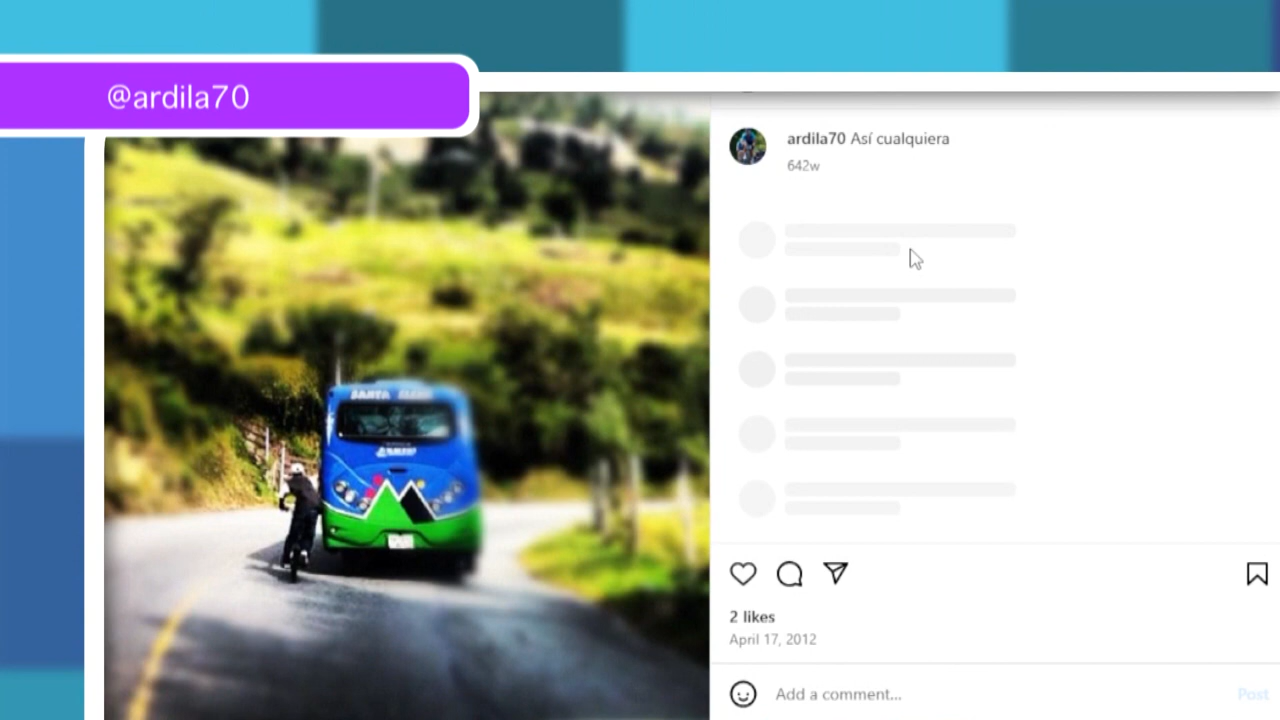 @ardila70
ardila70 Así cualquiera
642w
2 likes
April 17, 2012
Add a comment...
Post